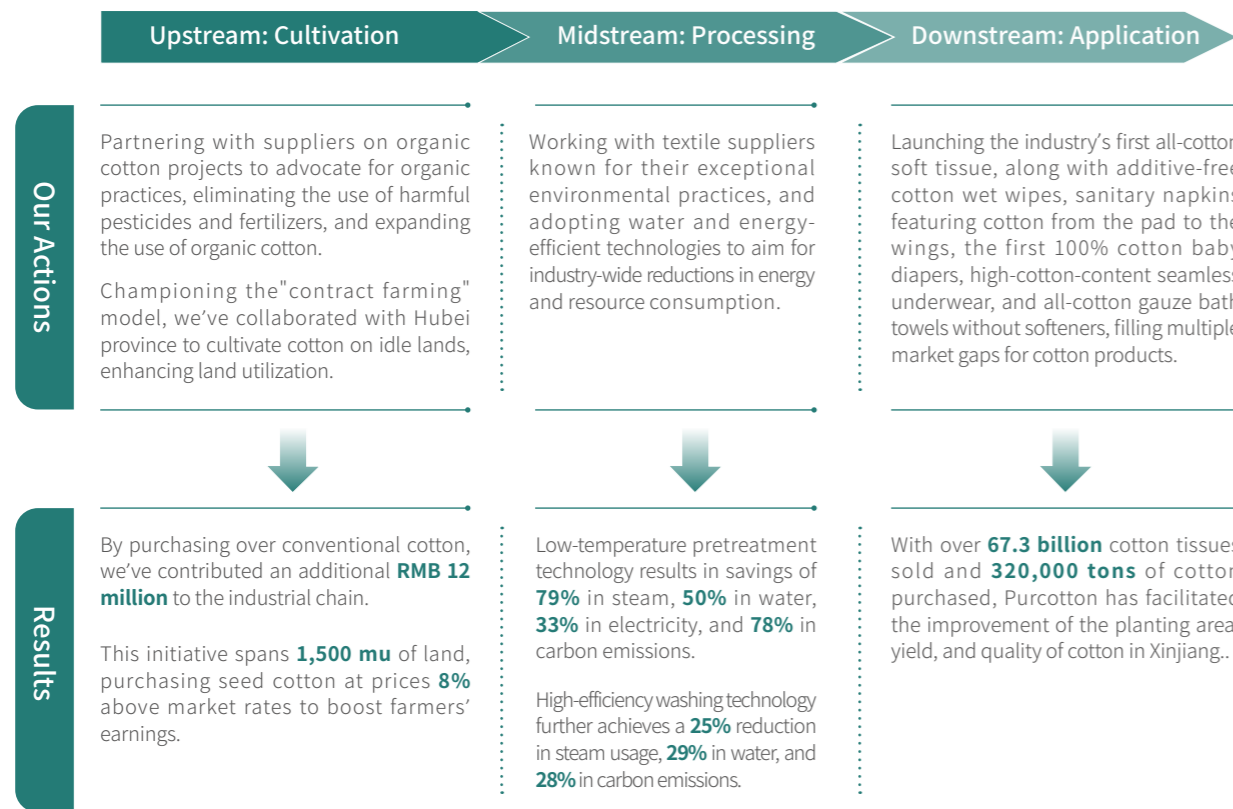 Upstream: Cultivation
Midstream: Processing
Downstream: Application
Our Actions
Partnering with suppliers on organic
cotton projects to advocate for organic
practices, eliminating the use of harmful
pesticides and fertilizers, and expanding
the use of organic cotton.
Championing the"contract farming"
model, we've collaborated with Hubei
province to cultivate cotton on idle lands,
enhancing land utilization.
Working with textile suppliers
known for their exceptional
environmental practices, and
adopting water and energy-
efficient technologies to aim for
industry-wide reductions in energy
and resource consumption.
Launching the industry's first all-cotton
soft tissue, along with additive-free
cotton wet wipes, sanitary napkins
featuring cotton from the pad to the
wings, the first 100% cotton baby
diapers, high-cotton-content seamless
underwear, and all-cotton gauze bath
towels without softeners, filling multiple
market gaps for cotton products.
Results
By purchasing over conventional cotton,
we've contributed an additional RMB 12
million to the industrial chain.
This initiative spans 1,500 mu of land,
purchasing seed cotton at prices 8%
above market rates to boost farmers'
earnings.
Low-temperature pretreatment
technology results in savings of
79% in steam, 50% in water,
33% in electricity, and 78% in
carbon emissions.
High-efficiency washing technology
further achieves a 25% reduction
in steam usage, 29% in water, and
28% in carbon emissions.
With over 67.3 billion cotton tissues
sold and 320,000 tons of cotton
purchased, Purcotton has facilitated
the improvement of the planting area,
yield, and quality of cotton in Xinjiang..